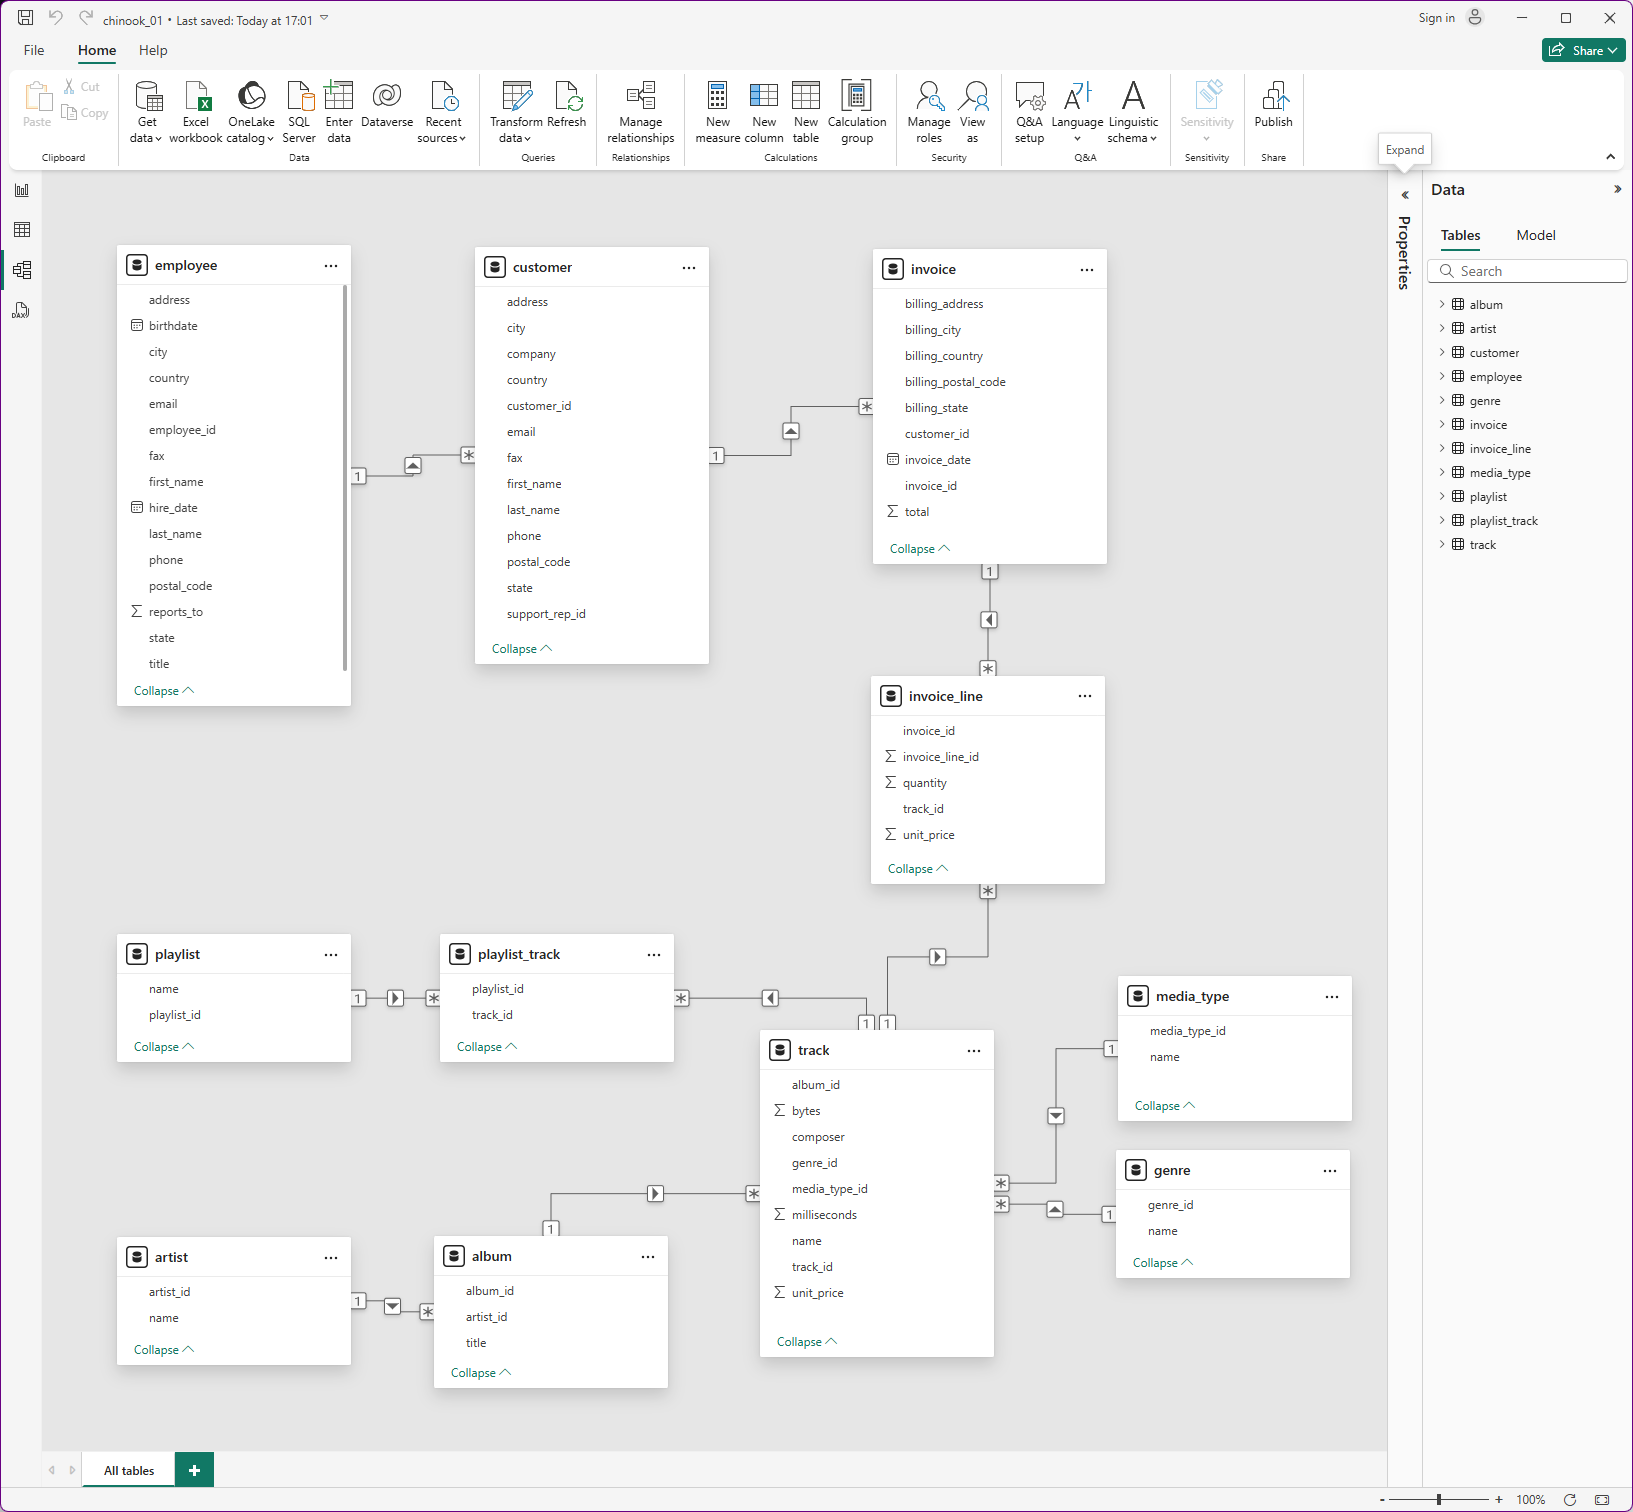 chinook_01 • Last saved: Today at 17:01
Sign in
File Home Help
Share
Paste
Cut
Copy
Clipboard
Get data
Excel workbook
OneLake catalog
SQL Server
Enter data
Dataverse
Recent sources
Data
Transform data
Refresh
Queries
Manage relationships
Relationships
New measure
New column
New table
Calculation group
Calculations
Manage roles
View as
Security
Q&A setup
Language
Linguistic schema
Q&A
Sensitivity
Sensitivity
Publish
Share
Expand
employee
address
birthdate
city
country
email
employee_id
fax
first_name
hire_date
last_name
phone
postal_code
reports_to
state
title
Collapse
1
*
customer
address
city
company
country
customer_id
email
fax
first_name
last_name
phone
postal_code
state
support_rep_id
Collapse
1
*
invoice
billing_address
billing_city
billing_country
billing_postal_code
billing_state
customer_id
invoice_date
invoice_id
Σ total
Collapse
1
*
invoice_line
invoice_id
Σ invoice_line_id
Σ quantity
track_id
Σ unit_price
Collapse
*
playlist
name
playlist_id
Collapse
1
*
playlist_track
playlist_id
track_id
Collapse
*
1 1
track
album_id
Σ bytes
composer
genre_id
media_type_id
Σ milliseconds
name
track_id
Σ unit_price
Collapse
*
*
*
media_type
media_type_id
name
Collapse
1
genre
genre_id
name
Collapse
1
artist
artist_id
name
Collapse
1
*
1
album
album_id
artist_id
title
Collapse
Properties
Data
Tables Model
Search
album
artist
customer
employee
genre
invoice
invoice_line
media_type
playlist
playlist_track
track
All tables
+
- + 100%